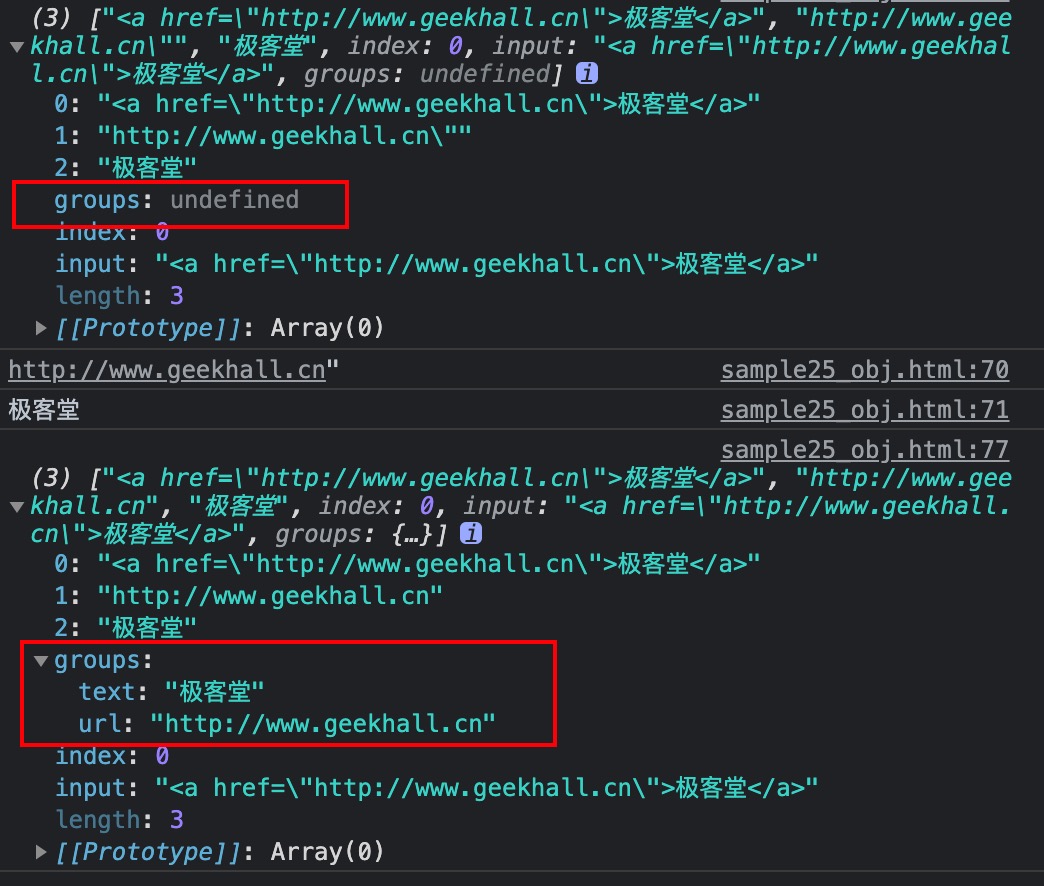 (3) ["<a href=\"http://www.geekhall.cn\">极客堂</a>", "http://www.gee
khall.cn\"", "极客堂", index: 0, input: "<a href=\"http://www.geekhal
l.cn\">极客堂</a>", groups: undefined] i
0: "<a href=\"http://www.geekhall.cn\">极客堂</a>"
1: "http://www.geekhall.cn\""
2: "极客堂"
groups: undefined
index: 0
input: "<a href=\"http://www.geekhall.cn\">极客堂</a>"
length: 3
[[Prototype]]: Array(0)
http://www.geekhall.cn" sample25_obj.html:70
极客堂 sample25_obj.html:71
sample25_obj.html:77
(3) ["<a href=\"http://www.geekhall.cn\">极客堂</a>", "http://www.gee
khall.cn", "极客堂", index: 0, input: "<a href=\"http://www.geekhall.
cn\">极客堂</a>", groups: {…}] i
0: "<a href=\"http://www.geekhall.cn\">极客堂</a>"
1: "http://www.geekhall.cn"
2: "极客堂"
groups:
text: "极客堂"
url: "http://www.geekhall.cn"
index: 0
input: "<a href=\"http://www.geekhall.cn\">极客堂</a>"
length: 3
[[Prototype]]: Array(0)